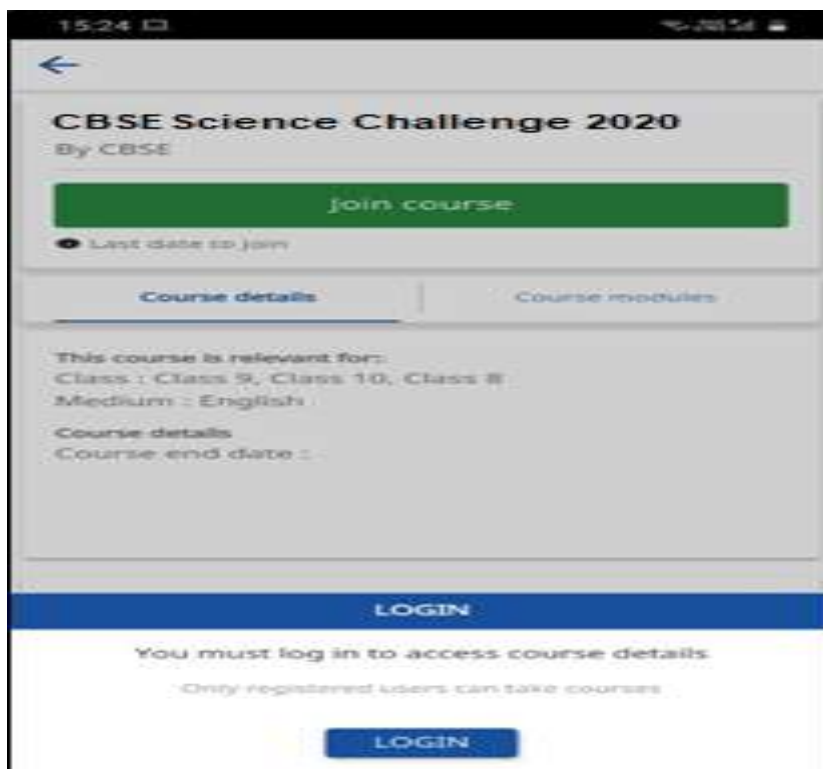 15:24
CBSE Science Challenge 2020
By CBSE
Join course
Last date to join
Course details
Course modules
This course is relevant for:
Class : Class 9, Class 10, Class 8
Medium : English
Course details
Course end date :
LOGIN
You must log in to access course details
Only registered users can take courses
LOGIN